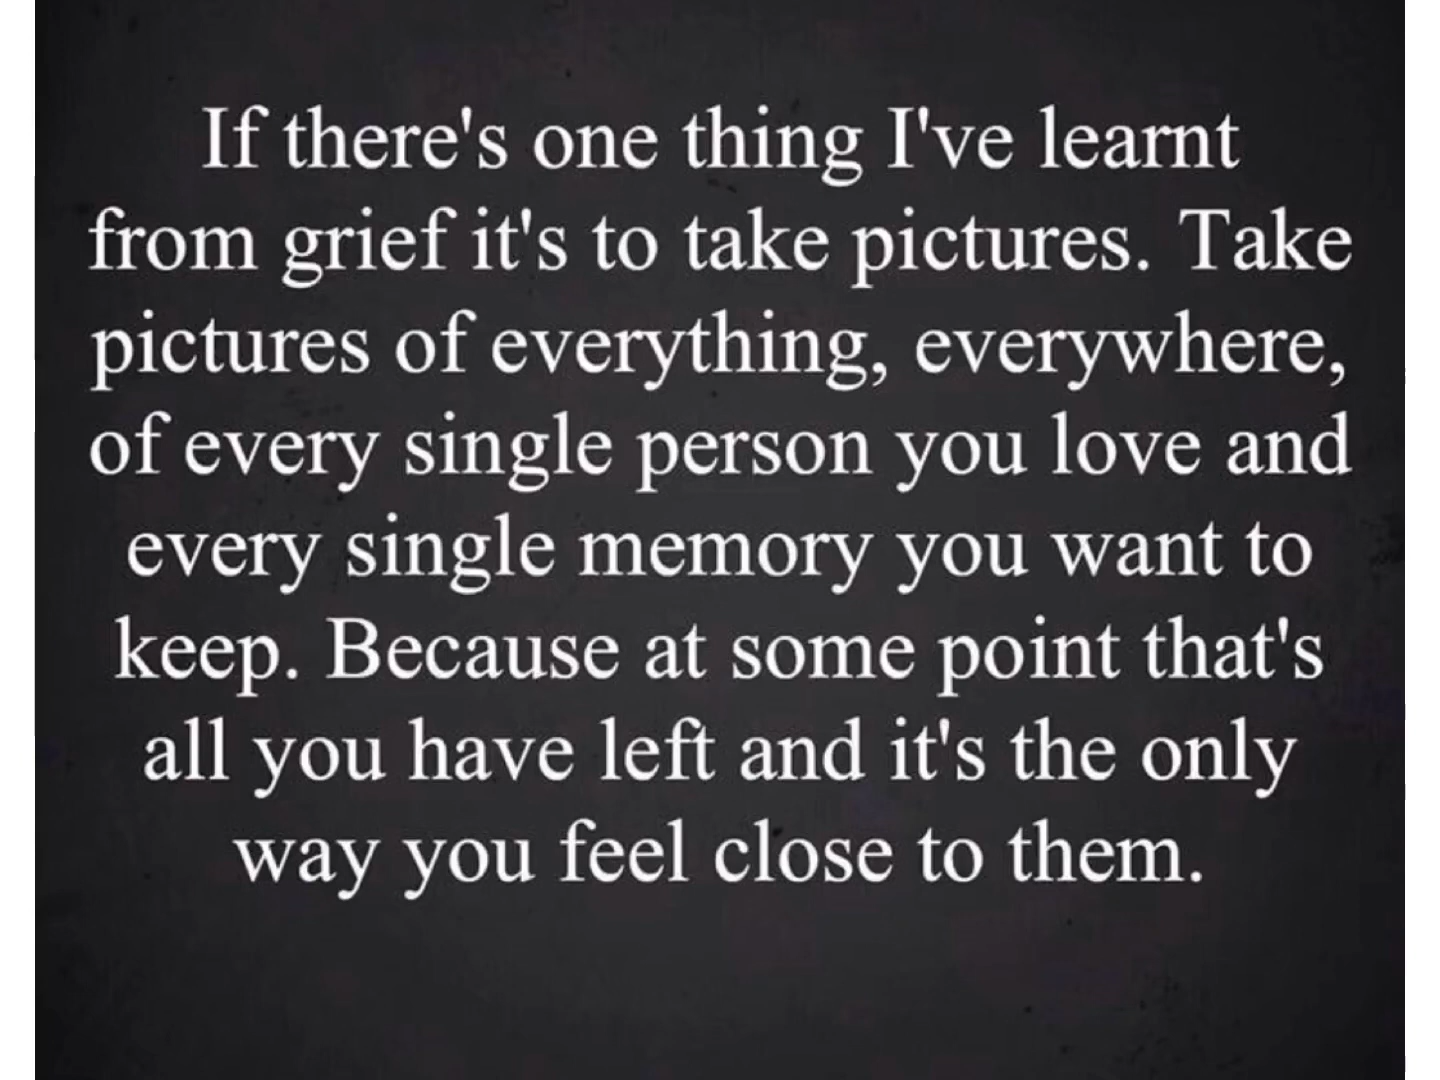 If there's one thing I've learnt
from grief it's to take pictures. Take
pictures of everything, everywhere,
of every single person you love and
every single memory you want to
keep. Because at some point that's
all you have left and it's the only
way you feel close to them.